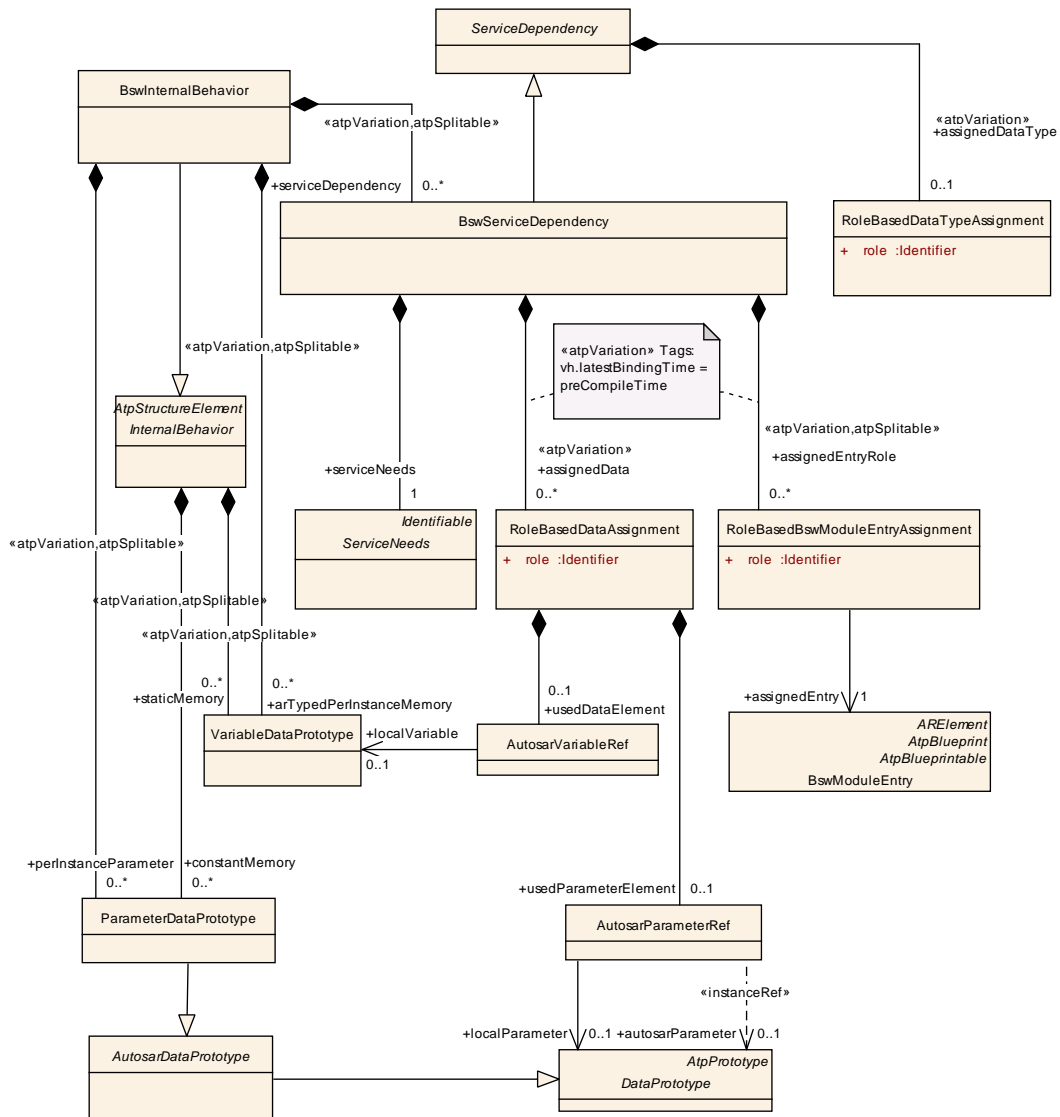 ServiceDependency
BswInternalBehavior
«atpVariation,atpSplitable»
«atpVariation»
+assignedDataType
+serviceDependency 0..*
0..1
BswServiceDependency
RoleBasedDataTypeAssignment
+ role :Identifier
«atpVariation,atpSplitable»
«atpVariation» Tags:
vh.latestBindingTime =
preCompileTime
AtpStructureElement
InternalBehavior
«atpVariation,atpSplitable»
«atpVariation»
+assignedEntryRole
+serviceNeeds
+assignedData
1
0..*
0..*
Identifiable
ServiceNeeds
RoleBasedDataAssignment
+ role :Identifier
RoleBasedBswModuleEntryAssignment
+ role :Identifier
«atpVariation,atpSplitable»
«atpVariation,atpSplitable»
«atpVariation,atpSplitable»
0..*
0..*
0..1
+staticMemory
+assignedEntry
1
+arTypedPerInstanceMemory
+usedDataElement
VariableDataPrototype
+localVariable
0..1
AutosarVariableRef
ARElement
AtpBlueprint
AtpBlueprintable
BswModuleEntry
+perInstanceParameter
0..*
+constantMemory
0..*
+usedParameterElement
0..1
ParameterDataPrototype
AutosarParameterRef
«instanceRef»
+localParameter
0..1
+autosarParameter
0..1
AutosarDataPrototype
AtpPrototype
DataPrototype